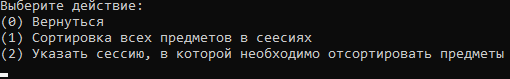 Выберите действие:
(0) Вернуться
(1) Сортировка всех предметов в сеесиях
(2) Указать сессию, в которой необходимо отсортировать предметы